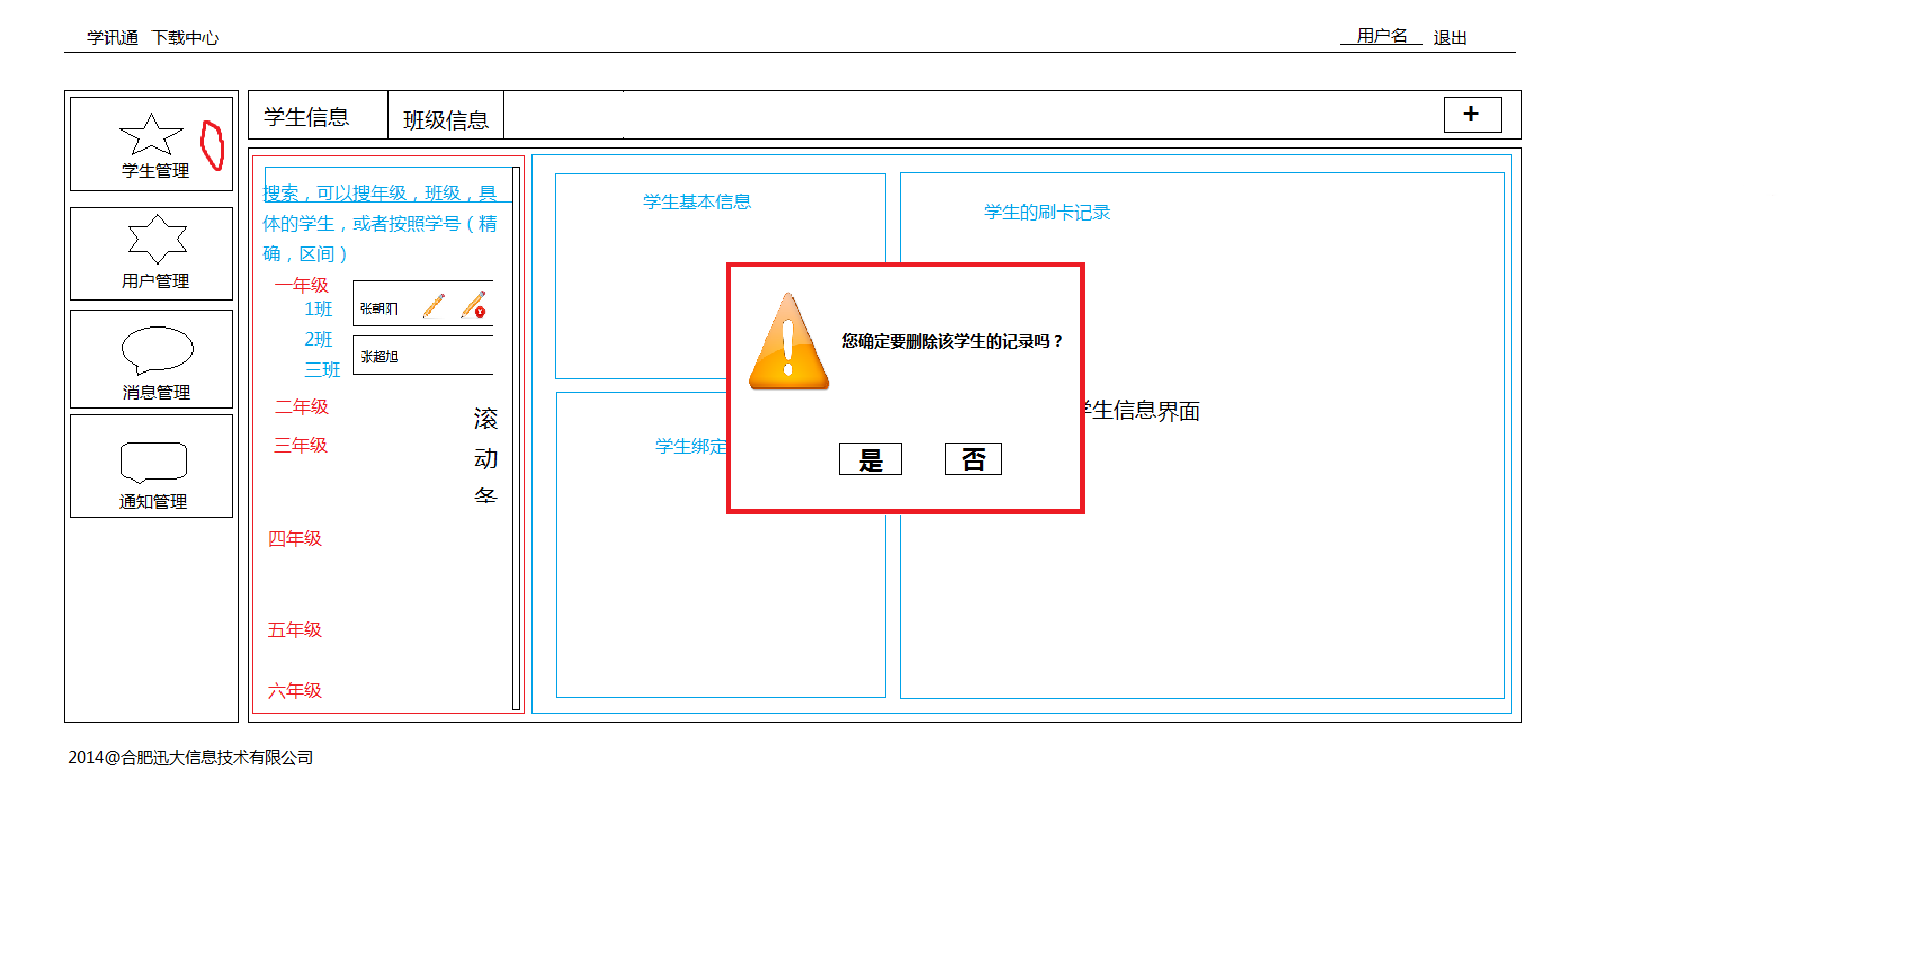 学讯通 下载中心
用户名 退出
学生管理
用户管理
消息管理
通知管理
学生信息 班级信息
+
搜索，可以搜年级，班级，具
体的学生，或者按照学号（精
确，区间）
一年级
1班
2班
三班
张朝阳
张超旭
二年级
三年级
四年级
五年级
六年级
滚
动
条
学生基本信息
学生的刷卡记录
学生绑定
学生信息界面
您确定要删除该学生的记录吗？
是 否
2014@合肥迅大信息技术有限公司